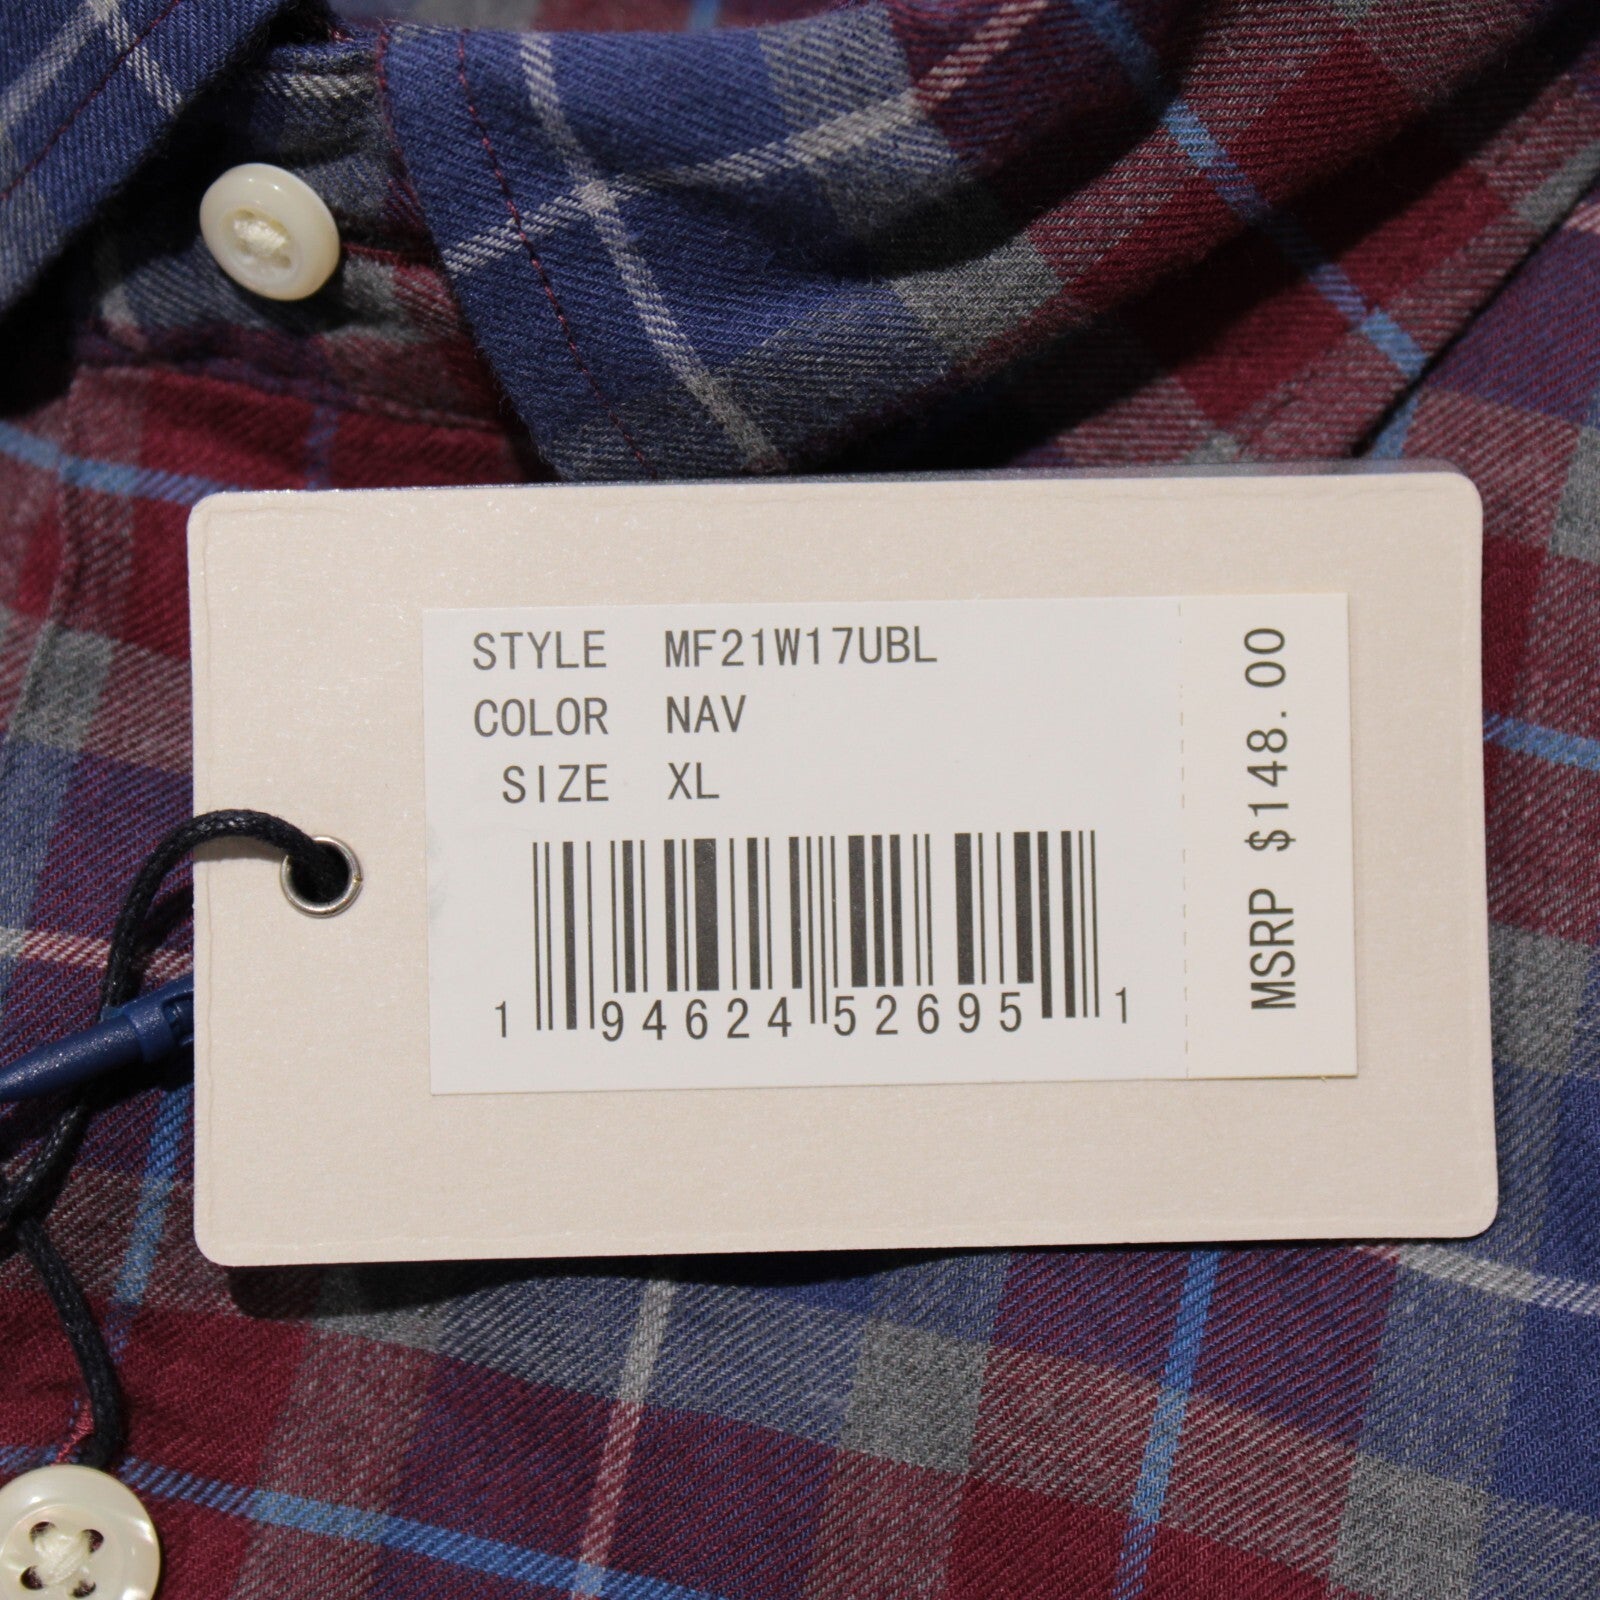 STYLE MF21W17UBL
COLOR NAV
SIZE XL
1 94624 52695 1
MSRP $148.00